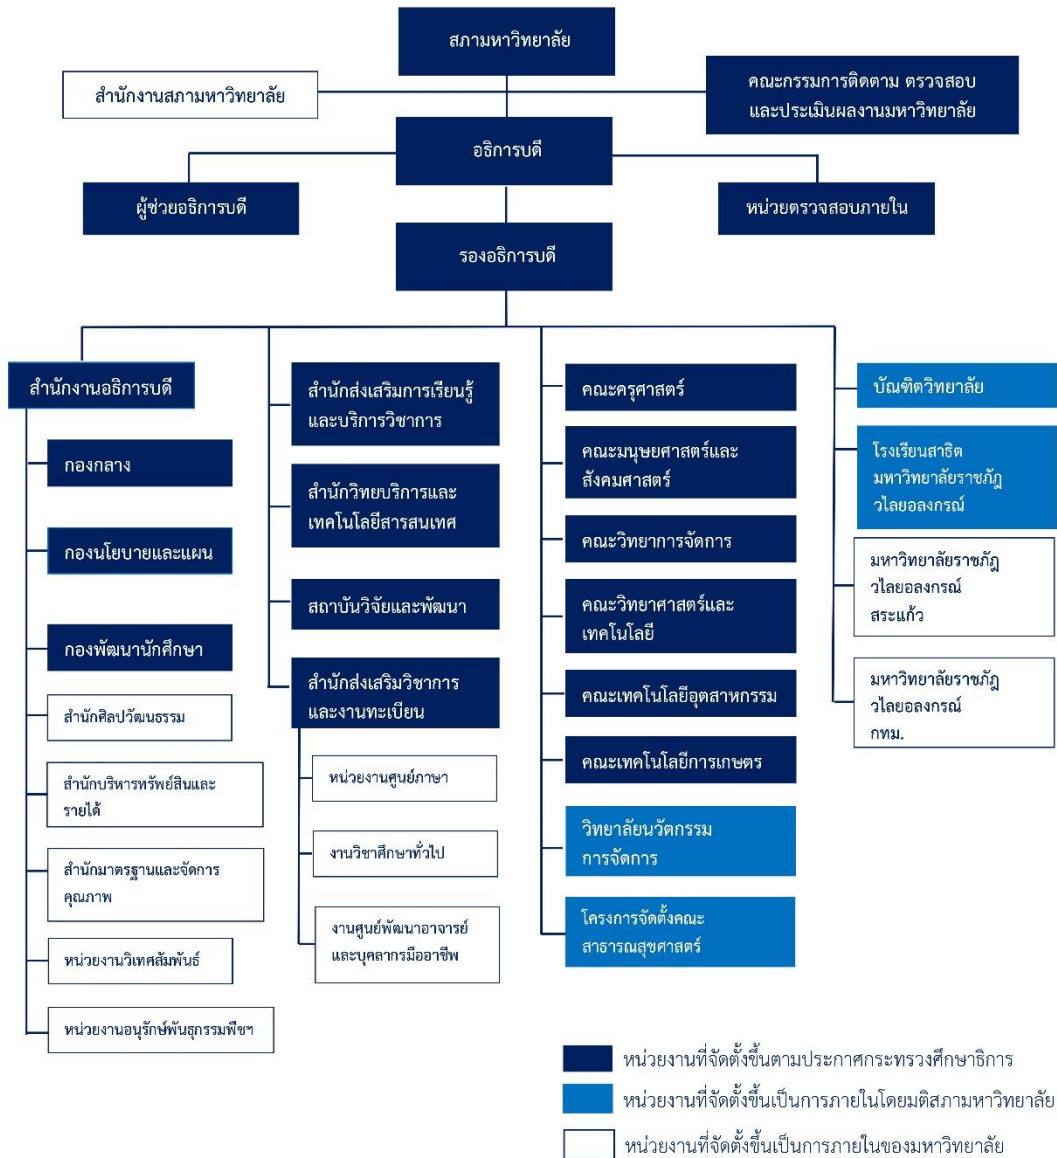 สภามหาวิทยาลัย
สำนักงานสภามหาวิทยาลัย
คณะกรรมการติดตาม ตรวจสอบ
และประเมินผลงานมหาวิทยาลัย
อธิการบดี
ผู้ช่วยอธิการบดี
หน่วยตรวจสอบภายใน
รองอธิการบดี
สำนักงานอธิการบดี
กองกลาง
กองนโยบายและแผน
กองพัฒนานักศึกษา
สำนักศิลปวัฒนธรรม
สำนักบริหารทรัพย์สินและ
รายได้
สำนักมาตรฐานและจัดการ
คุณภาพ
หน่วยงานวิเทศสัมพันธ์
หน่วยงานอนุรักษ์พันธุกรรมพืชฯ
สำนักส่งเสริมการเรียนรู้
และบริการวิชาการ
สำนักวิทยบริการและ
เทคโนโลยีสารสนเทศ
สถาบันวิจัยและพัฒนา
สำนักส่งเสริมวิชาการ
และงานทะเบียน
หน่วยงานศูนย์ภาษา
งานวิชาศึกษาทั่วไป
งานศูนย์พัฒนาอาจารย์
และบุคลากรมืออาชีพ
คณะครุศาสตร์
คณะมนุษยศาสตร์และ
สังคมศาสตร์
คณะวิทยาการจัดการ
คณะวิทยาศาสตร์และ
เทคโนโลยี
คณะเทคโนโลยีอุตสาหกรรม
คณะเทคโนโลยีการเกษตร
วิทยาลัยนวัตกรรม
การจัดการ
โครงการจัดตั้งคณะ
สาธารณสุขศาสตร์
บัณฑิตวิทยาลัย
โรงเรียนสาธิต
มหาวิทยาลัยราชภัฏ
วไลยอลงกรณ์
มหาวิทยาลัยราชภัฏ
วไลยอลงกรณ์
สระแก้ว
มหาวิทยาลัยราชภัฏ
วไลยอลงกรณ์
กทม.
หน่วยงานที่จัดตั้งขึ้นตามประกาศกระทรวงศึกษาธิการ
หน่วยงานที่จัดตั้งขึ้นเป็นการภายในโดยมติสภามหาวิทยาลัย
หน่วยงานที่จัดตั้งขึ้นเป็นการภายในของมหาวิทยาลัย